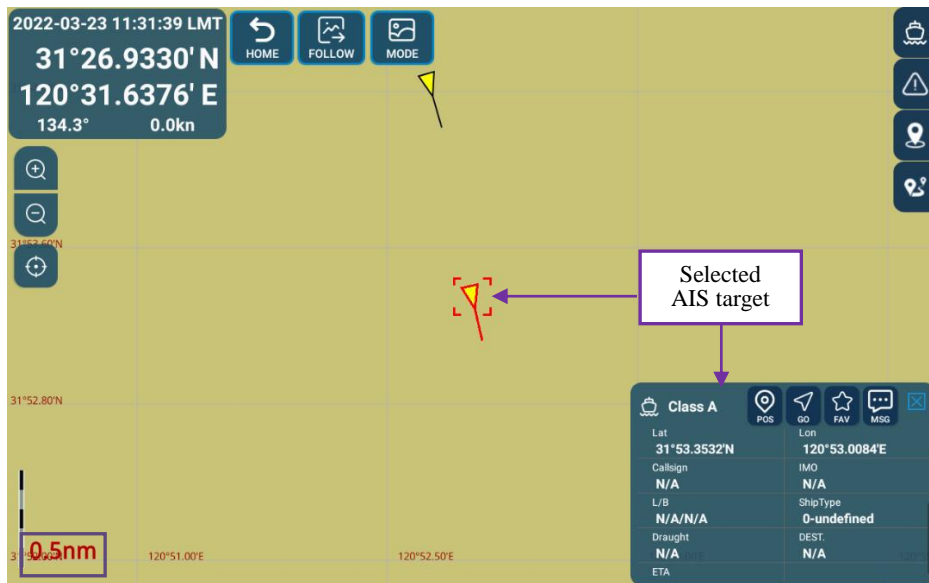 2022-03-23 11:31:39 LMT
31°26.9330' N
120°31.6376' E
134.3° 0.0kn
HOME
FOLLOW
MODE
31°53.60'N
Selected
AIS target
31°52.80'N
Class A
POS
GO
FAV
MSG
Lat
31°53.3532'N
Lon
120°53.0084'E
Callsign
N/A
IMO
N/A
L/B
N/A/N/A
ShipType
0-undefined
Draught
N/A
DEST.
N/A
ETA
0.5nm
120°51.00'E
120°52.50'E